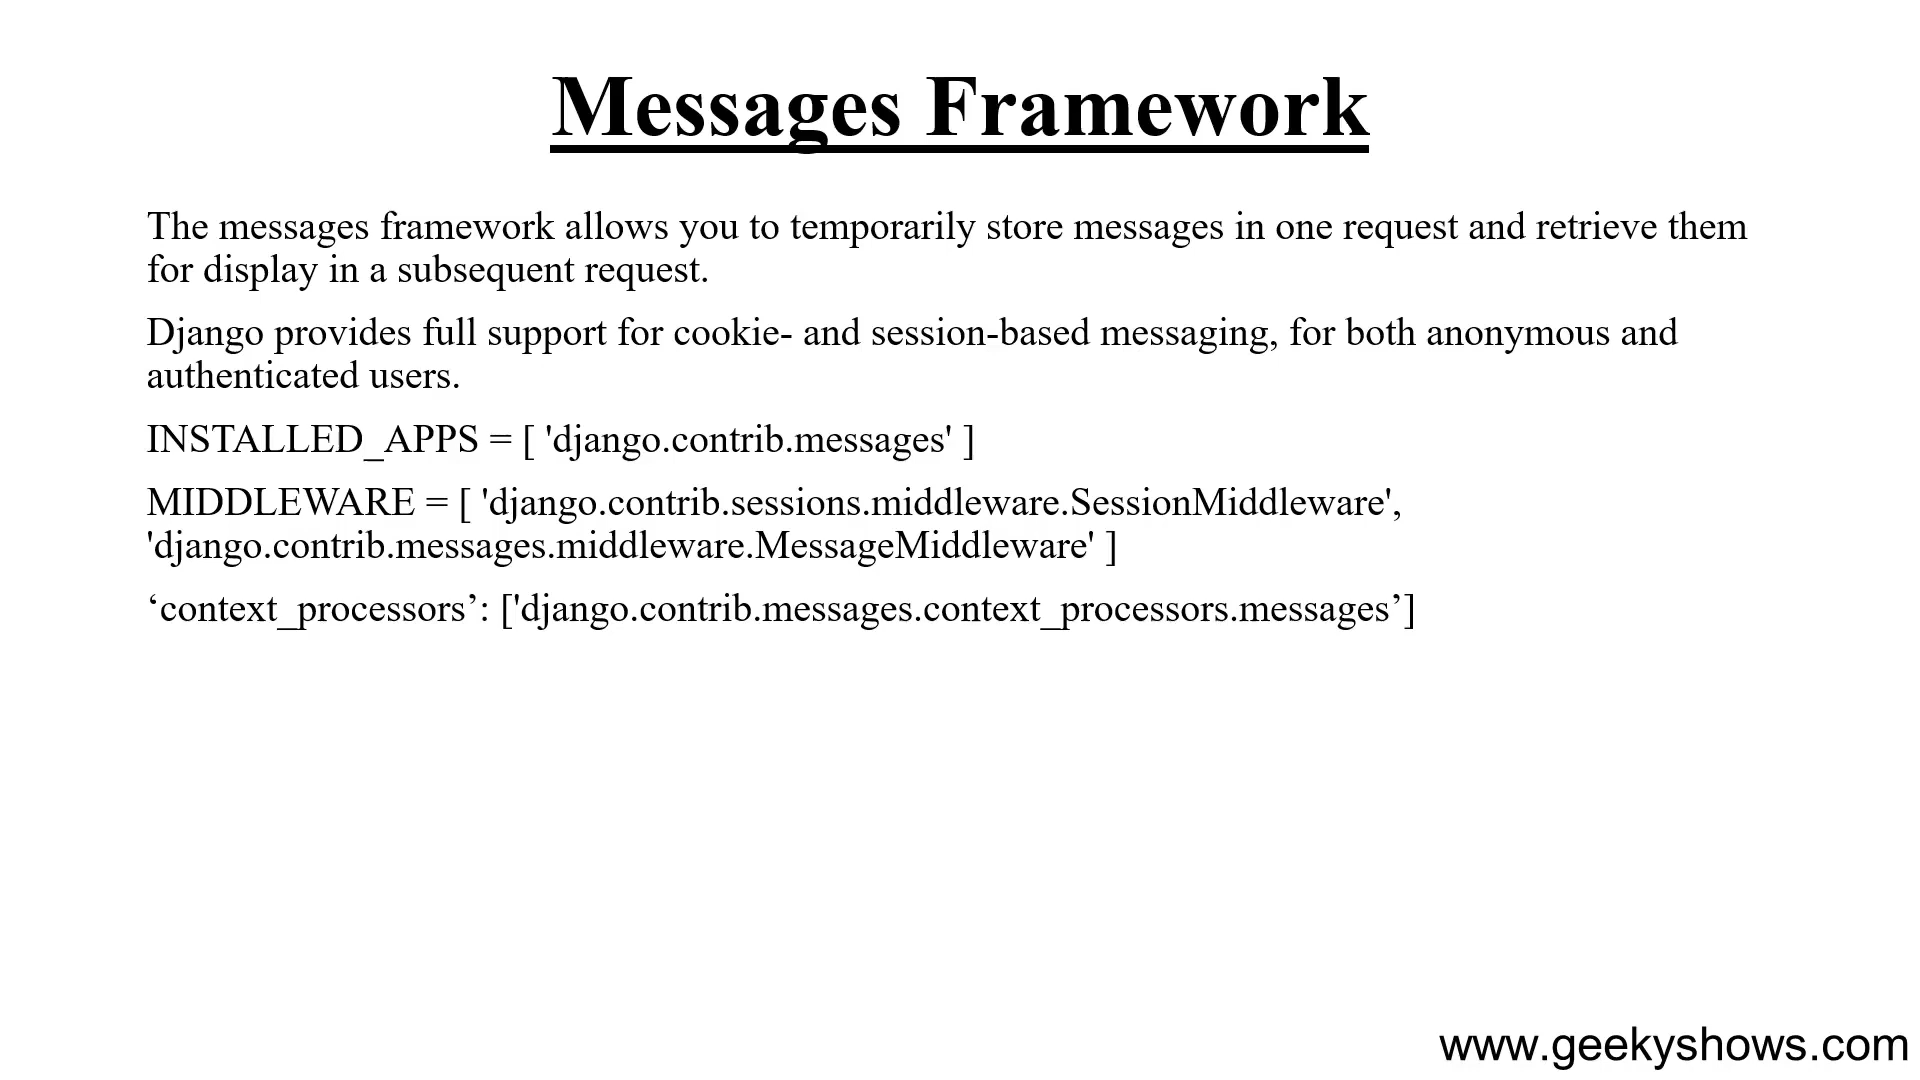 Messages Framework
The messages framework allows you to temporarily store messages in one request and retrieve them
for display in a subsequent request.
Django provides full support for cookie- and session-based messaging, for both anonymous and
authenticated users.
INSTALLED_APPS = [ 'django.contrib.messages' ]
MIDDLEWARE = [ 'django.contrib.sessions.middleware.SessionMiddleware',
'django.contrib.messages.middleware.MessageMiddleware' ]
‘context_processors’: ['django.contrib.messages.context_processors.messages’]
www.geekyshows.com